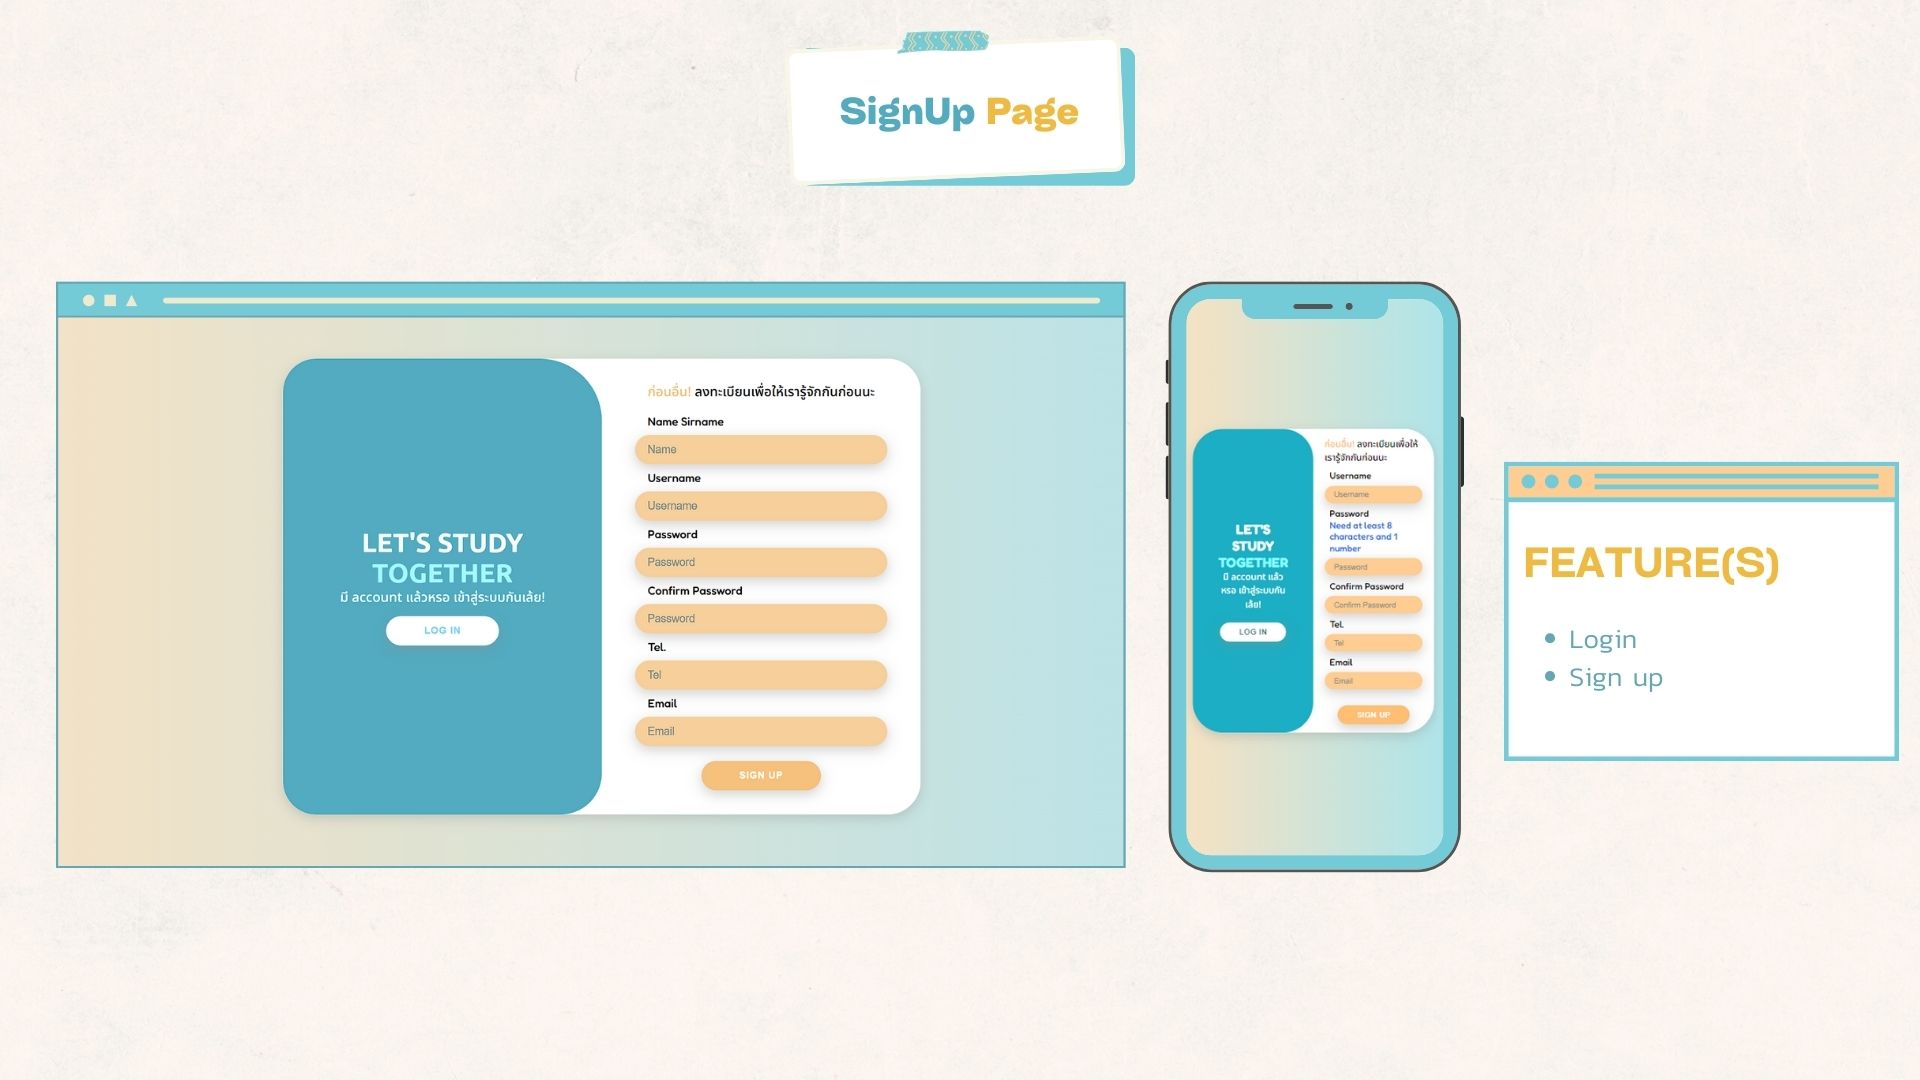 SignUp Page
LET'S STUDY
TOGETHER
มี account แล้วหรอ เข้าสู่ระบบกันเล้ย!
LOG IN
ก่อนอื่น! ลงทะเบียนเพื่อให้เรารู้จักกันก่อนนะ
Name Sirname
Name
Username
Username
Password
Password
Confirm Password
Password
Tel.
Tel
Email
Email
SIGN UP
LET'S
STUDY
TOGETHER
มี account แล้ว
หรอ เข้าสู่ระบบกัน
เล้ย!
LOG IN
ก่อนอื่น! ลงทะเบียนเพื่อให้
เรารู้จักกันก่อนนะ
Username
Username
Password
Need at least 8
characters and 1
number
Password
Confirm Password
Confirm Password
Tel.
Tel
Email
Email
SIGN UP
FEATURE(S)
Login
Sign up